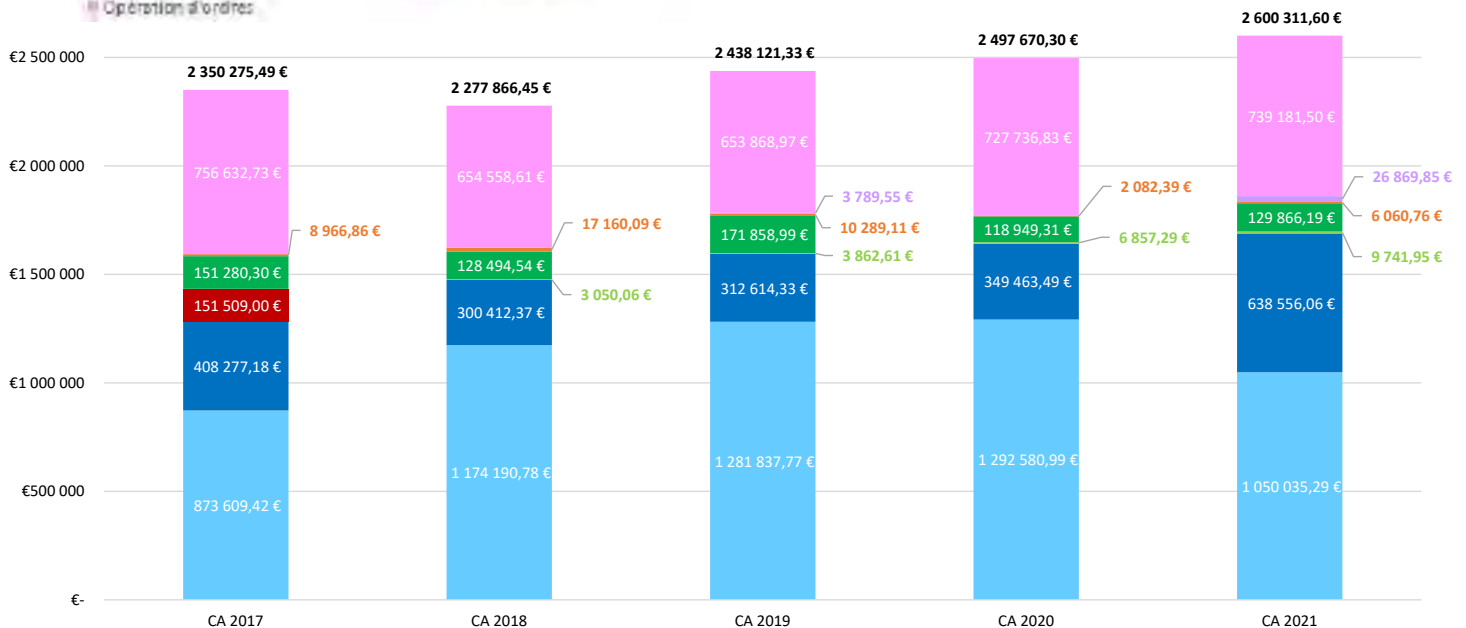 Opération d'ordres
2 600 311,60 €
2 497 670,30 €
2 438 121,33 €
€2 500 000
2 350 275,49 €
2 277 866,45 €
739 181,50 €
727 736,83 €
653 868,97 €
756 632,73 €
654 558,61 €
€2 000 000
26 869,85 €
2 082,39 €
3 789,55 €
6 060,76 €
129 866,19 €
10 289,11 €
17 160,09 €
8 966,86 €
171 858,99 €
118 949,31 €
6 857,29 €
9 741,95 €
3 862,61 €
128 494,54 €
151 280,30 €
€1 500 000
3 050,06 €
151 509,00 €
312 614,33 €
349 463,49 €
638 556,06 €
300 412,37 €
408 277,18 €
€1 000 000
1 281 837,77 €
1 292 580,99 €
1 174 190,78 €
1 050 035,29 €
€500 000
873 609,42 €
€-
CA 2017
CA 2018
CA 2019
CA 2020
CA 2021